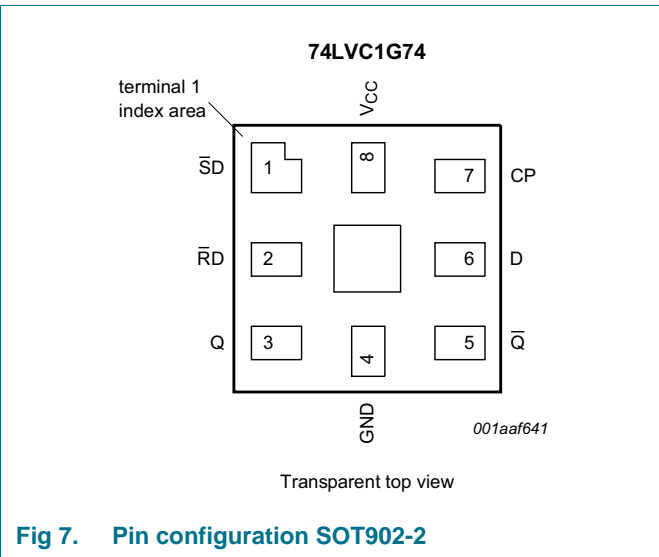 74LVC1G74
terminal 1
index area
VCC
S̅D
1
8
7
CP
R̅D
2
6
D
Q
3
4
5
Q̅
GND
001aaf641
Transparent top view
Fig 7. Pin configuration SOT902-2